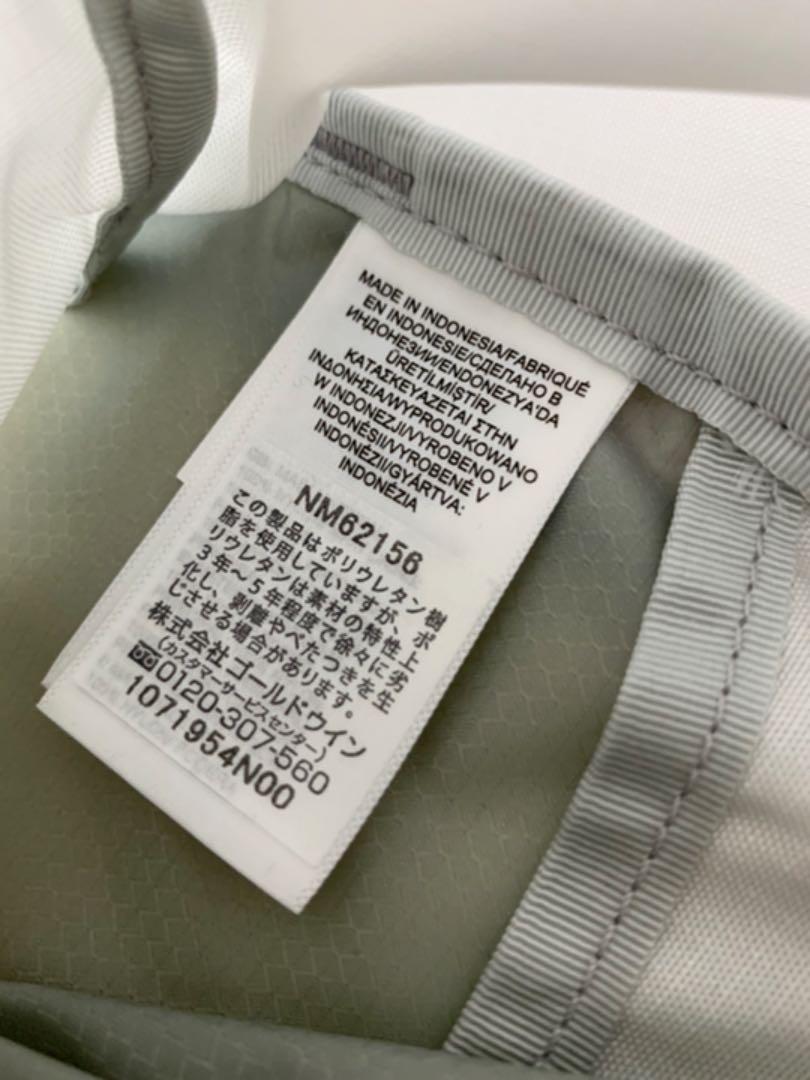 MADE IN INDONESIA/FABRIQUÉ
EN INDONESIE/СДЕЛАНО В
ИНДОНЕЗИИ/ENDONEZYA'DA
ÜRETİLMİŞTİR/
ΚΑΤΑΣΚΕΥΑΖΕΤΑΙ ΣΤΗΝ
ΙΝΔΟΝΗΣΙΑ/WYPRODUKOWANO
W INDONEZJI/VYROBENO V
INDONÉSII/VYROBENÉ V
INDONÉZII/GYÁRTVA:
INDONÉZIA
NM62156
この製品はポリウレタン樹
脂を使用していますが、ポ
リウレタンは素材の特性上
3年〜5年程度で徐々に劣
化し、剥離やべたつきを生
じさせる場合があります。
株式会社ゴールドウイン
0120-307-560
(カスタマーサービスセンター)
1071954N00